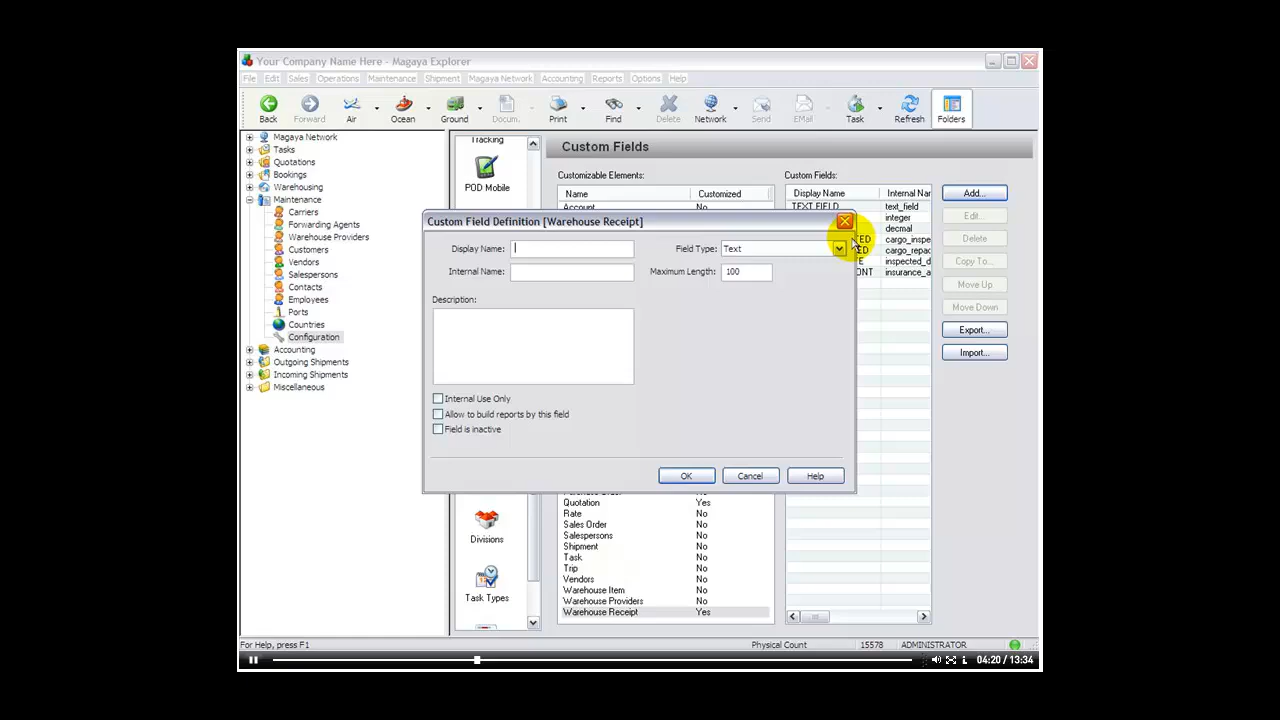 Your Company Name Here - Magaya Explorer
File Edit Sales Operations Maintenance Shipment Magaya Network Accounting Reports Options Help
Back Forward Air Ocean Ground Docum. Print Find Delete Network Send EMail Task Refresh Folders
Magaya Network
Tasks
Quotations
Bookings
Warehousing
Maintenance
Carriers
Forwarding Agents
Warehouse Providers
Customers
Vendors
Salespersons
Contacts
Employees
Ports
Countries
Configuration
Accounting
Outgoing Shipments
Incoming Shipments
Miscellaneous
Tracking
POD Mobile
Divisions
Task Types
Custom Fields
Customizable Elements:
Name Customized
Account No
Custom Fields:
Display Name Internal Nar
TEXT FIELD text_field
integer
decmal
ED cargo_inspe
ED cargo_repac
E inspected_d
ONT insurance_a
Add...
Edit...
Delete
Copy To...
Move Up
Move Down
Export...
Import...
Custom Field Definition [Warehouse Receipt]
Display Name: Field Type: Text
Internal Name: Maximum Length: 100
Description:
Internal Use Only
Allow to build reports by this field
Field is inactive
OK Cancel Help
Quotation Yes
Rate No
Sales Order No
Salespersons No
Shipment No
Task No
Trip No
Vendors No
Warehouse Item No
Warehouse Providers No
Warehouse Receipt Yes
For Help, press F1 Physical Count 15578 ADMINISTRATOR
04:20 / 13:34